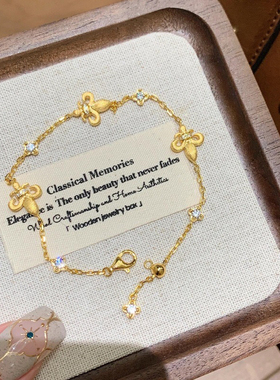 Classical Memories
Elegance is The only beauty that never fades
Wood Craftsmanship and Home Aesthetics
「 Wooden jewelry box 」